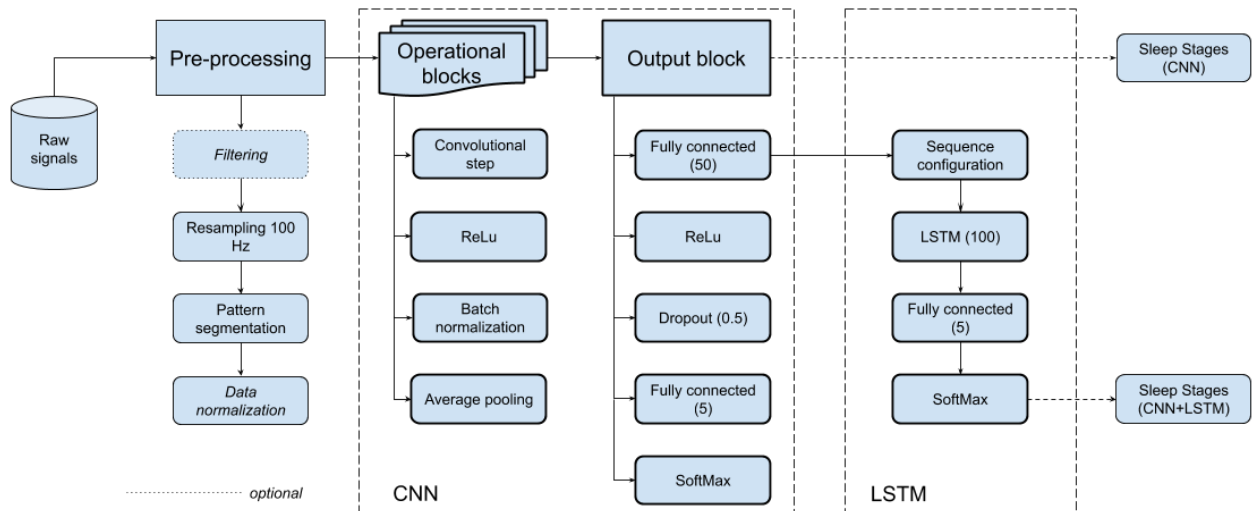 Raw
signals
Pre-processing
Filtering
Resampling 100
Hz
Pattern
segmentation
Data
normalization
optional
Operational
blocks
Convolutional
step
ReLu
Batch
normalization
Average pooling
CNN
Output block
Fully connected
(50)
ReLu
Dropout (0.5)
Fully connected
(5)
SoftMax
Sequence
configuration
LSTM (100)
Fully connected
(5)
SoftMax
LSTM
Sleep Stages
(CNN)
Sleep Stages
(CNN+LSTM)